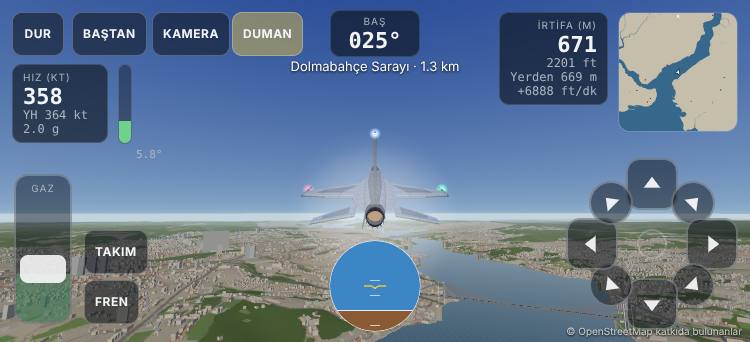 DUR
BAŞTAN
KAMERA
DUMAN
BAŞ
025°
Dolmabahçe Sarayı · 1.3 km
İRTİFA (M)
671
2201 ft
Yerden 669 m
+6888 ft/dk
HIZ (KT)
358
YH 364 kt
2.0 g
5.8°
GAZ
TAKIM
FREN
© OpenStreetMap katkıda bulunanlar